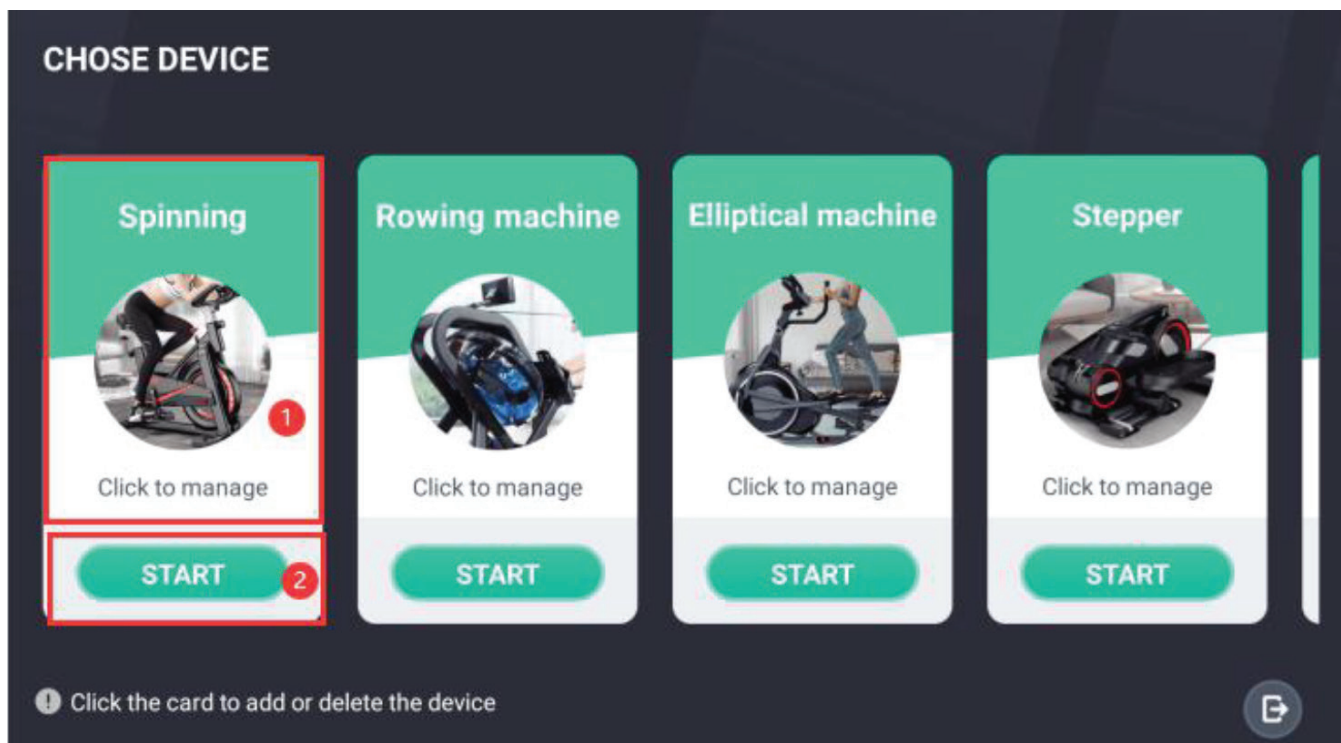 CHOSE DEVICE
Spinning
1
Click to manage
START
2
Rowing machine
Click to manage
START
Elliptical machine
Click to manage
START
Stepper
Click to manage
START
Click the card to add or delete the device